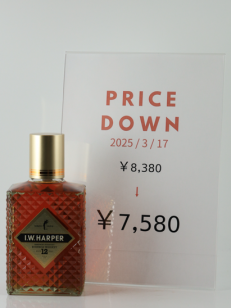 PRICE
DOWN
2025 / 3 / 17
￥8,380
↓
￥7,580
I.W.HARPER
12